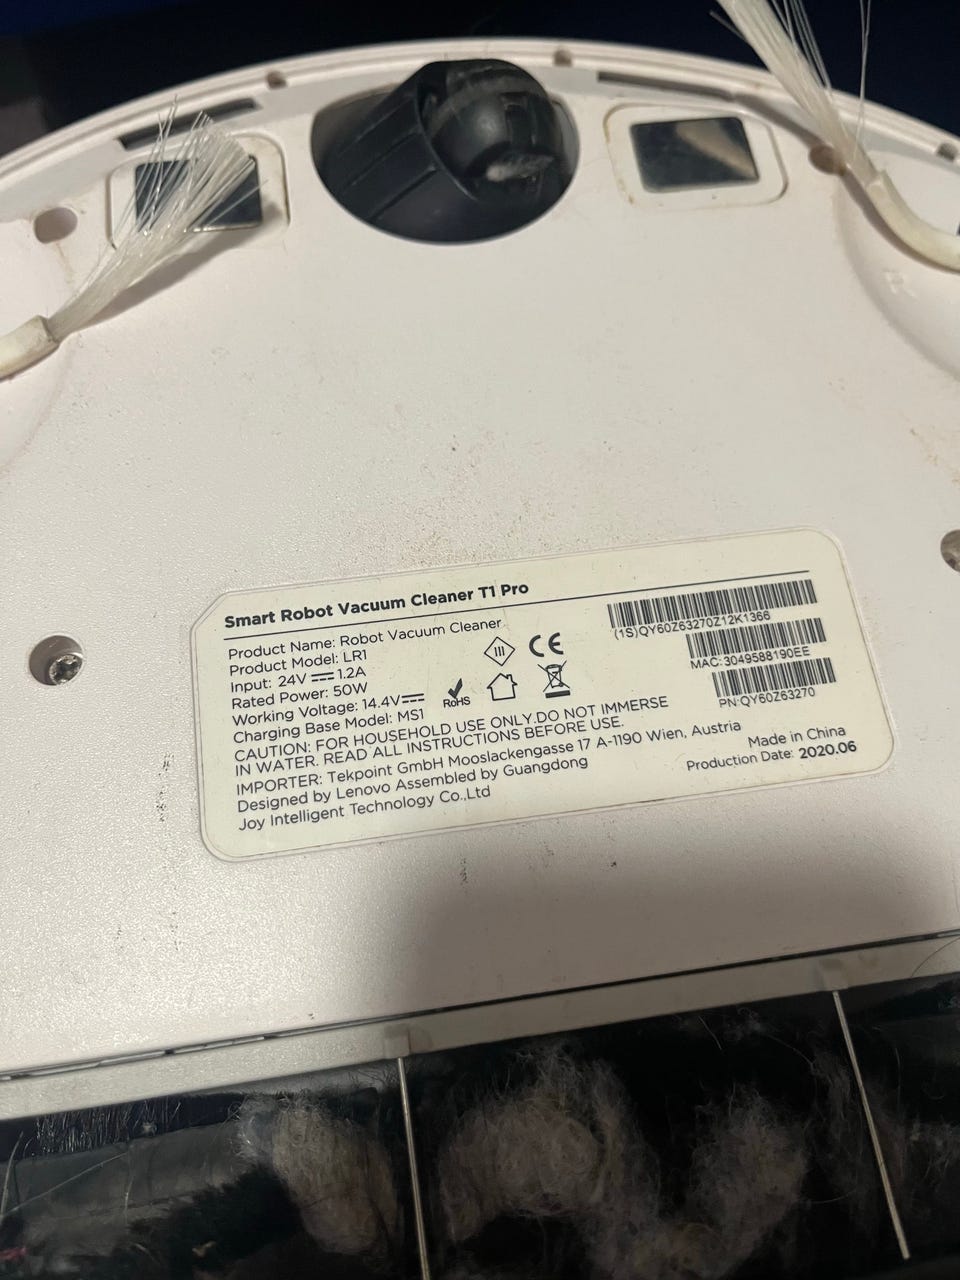 Smart Robot Vacuum Cleaner T1 Pro
Product Name: Robot Vacuum Cleaner
Product Model: LR1
Input: 24V⎓1.2A
Rated Power: 50W
Working Voltage: 14.4V⎓
Charging Base Model: MS1
III
CE
RoHS
(1S)QY60Z63270Z12K1366
MAC:3049588190EE
PN:QY60Z63270
CAUTION: FOR HOUSEHOLD USE ONLY.DO NOT IMMERSE
IN WATER. READ ALL INSTRUCTIONS BEFORE USE.
IMPORTER: Tekpoint GmbH Mooslackengasse 17 A-1190 Wien, Austria
Designed by Lenovo Assembled by Guangdong
Joy Intelligent Technology Co.,Ltd
Made in China
Production Date: 2020.06